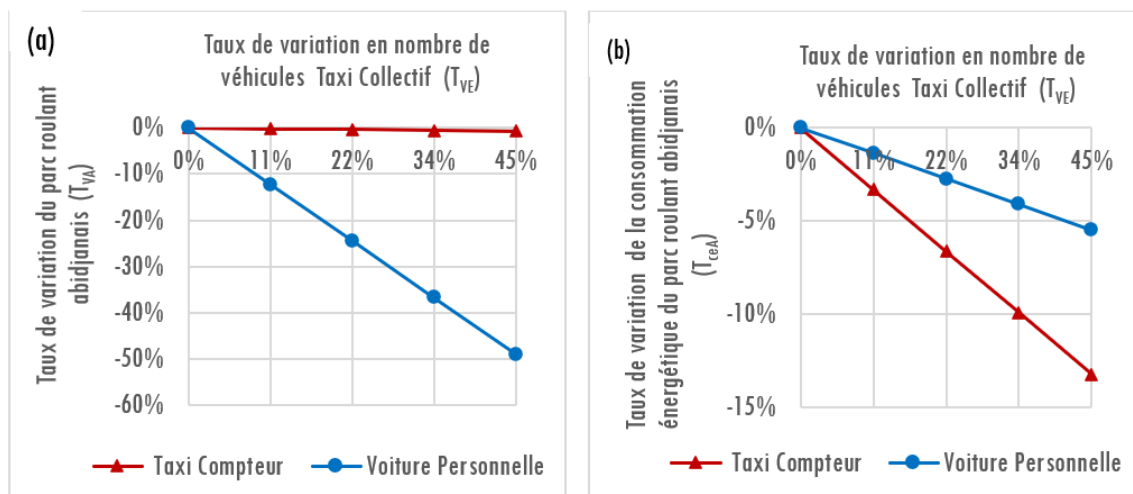 (a)
Taux de variation en nombre de
véhicules Taxi Collectif (TVE)
Taux de variation du parc roulant
abidjanais (TVA)
0%
-10%
-20%
-30%
-40%
-50%
-60%
0% 11% 22% 34% 45%
Taxi Compteur Voiture Personnelle
(b)
Taux de variation en nombre de
véhicules Taxi Collectif (TVE)
Taux de variation de la consommation
énergétique du parc roulant abidjanais
(TceA)
0%
-5%
-10%
-15%
0% 11% 22% 34% 45%
Taxi Compteur Voiture Personnelle